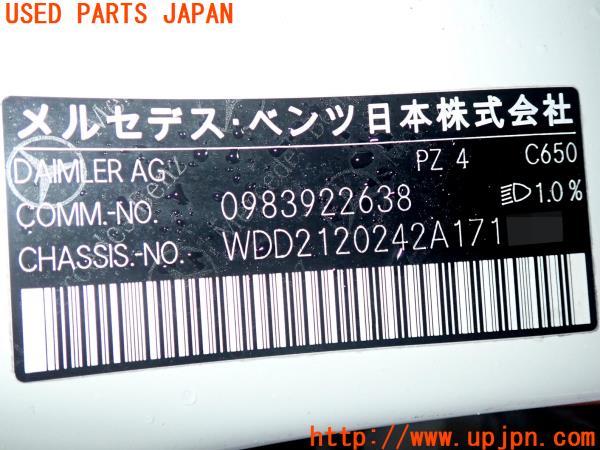 USED PARTS JAPAN
メルセデス・ベンツ日本株式会社
DAIMLER AG PZ 4 C650
COMM.-NO. 0983922638 1.0%
CHASSIS.-NO. WDD2120242A171
http://www.upjpn.com/